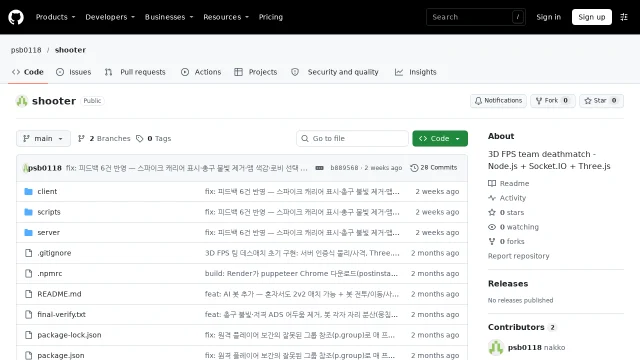 Products Developers Businesses Resources Pricing Search / Sign in Sign up
psb0118 / shooter
Code Issues Pull requests Actions Projects Security and quality Insights
shooter Public Notifications Fork 0 Star 0
main 2 Branches 0 Tags Go to file Code
psb0118 fix: 피드백 6건 반영 — 스파이크 캐리어 표시·총구 불빛 제거·맵 색감·로비 선택 ... b889568 · 2 weeks ago 20 Commits
client fix: 피드백 6건 반영 — 스파이크 캐리어 표시·총구 불빛 제거·맵... 2 weeks ago
scripts fix: 피드백 6건 반영 — 스파이크 캐리어 표시·총구 불빛 제거·맵... 2 weeks ago
server fix: 피드백 6건 반영 — 스파이크 캐리어 표시·총구 불빛 제거·맵... 2 weeks ago
.gitignore 3D FPS 팀 데스매치 초기 구현: 서버 인증식 물리/사격, Three.... 2 months ago
.npmrc build: Render가 puppeteer Chrome 다운로드(postinsta... 2 months ago
README.md feat: AI 봇 추가 — 혼자서도 2v2 매치 가능 + 봇 전투/이동/사... 2 months ago
final-verify.txt feat: 총구 불빛·저격 ADS 어두움 제거, 봇 각자 자리 분산(뭉침... 2 months ago
package-lock.json fix: 원격 플레이어 보간의 잘못된 그룹 참조(p.group)로 매 프... 2 months ago
package.json fix: 원격 플레이어 보간의 잘못된 그룹 참조(p.group)로 매 프... 2 months ago
About
3D FPS team deathmatch -
Node.js + Socket.IO + Three.js
Readme
Activity
0 stars
0 watching
0 forks
Report repository
Releases
No releases published
Contributors 2
psb0118 nakko